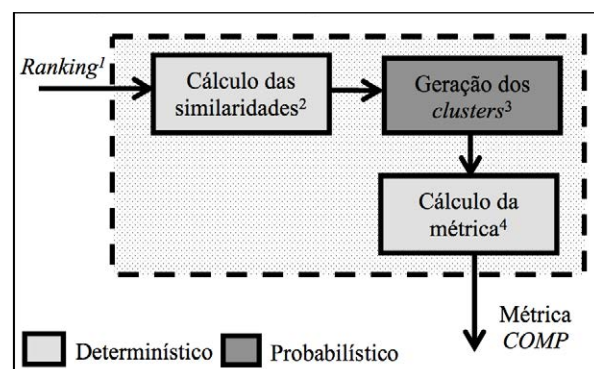 Ranking¹
Cálculo das
similaridades²
Geração dos
clusters³
Cálculo da
métrica⁴
Métrica
COMP
Determinístico
Probabilístico